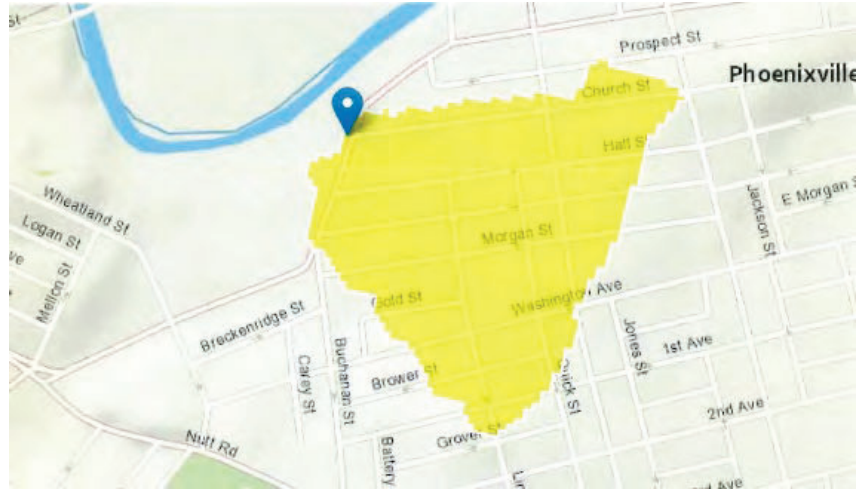 St
Prospect St
Phoenixville
Church St
Hall St
Wheatland St
Logan St
Mellon St
Morgan St
E Morgan S
Jackson St
Gold St
Washington Ave
Breckenridge St
Buchanan St
Carey St
Jones St
1st Ave
Brower St
2nd Ave
Nutt Rd
Battery
Grover St